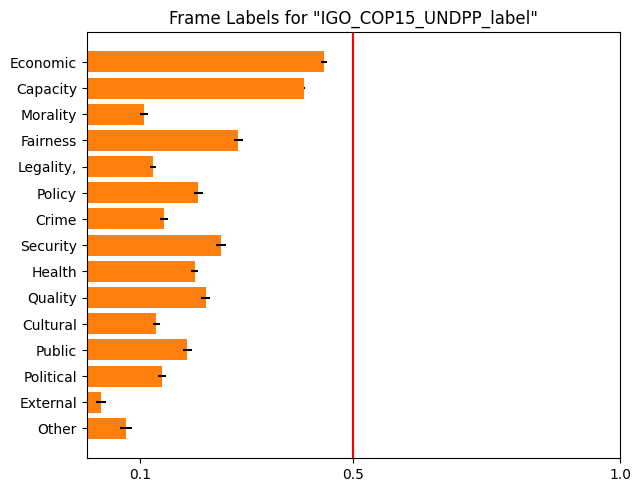 Frame Labels for "IGO_COP15_UNDPP_label"
Economic
Capacity
Morality
Fairness
Legality,
Policy
Crime
Security
Health
Quality
Cultural
Public
Political
External
Other
0.1 0.5 1.0